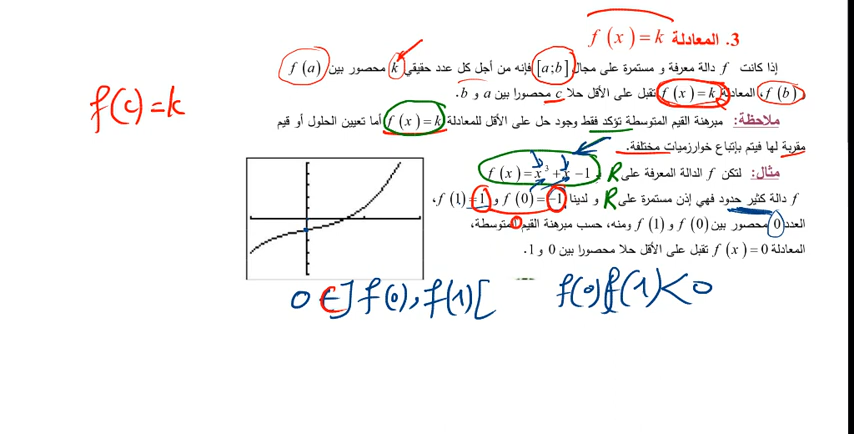 3. المعادلة f(x)=k
إذا كانت f دالة معرفة و مستمرة على مجال [a;b] فإنه من أجل كل عدد حقيقي k محصور بين f(a)
و f(b)، المعادلة f(x)=k تقبل على الأقل حلا c محصورا بين a و b.
f(c)=k
ملاحظة: مبرهنة القيم المتوسطة تؤكد فقط وجود حل على الأقل للمعادلة f(x)=k أما تعيين الحلول أو قيم
مقربة لها فيتم بإتباع خوارزميات مختلفة.
مثال: لتكن f الدالة المعرفة على R f(x)=x³+x−1
f دالة كثير حدود فهي إذن مستمرة على R و لدينا f(0)=−1 و f(1)=1،
العدد 0 محصور بين f(0) و f(1) ومنه، حسب مبرهنة القيم المتوسطة،
0
المعادلة f(x)=0 تقبل على الأقل حلا محصورا بين 0 و 1.
0 ∈ ]f(0), f(1)[
f(0)f(1)<0